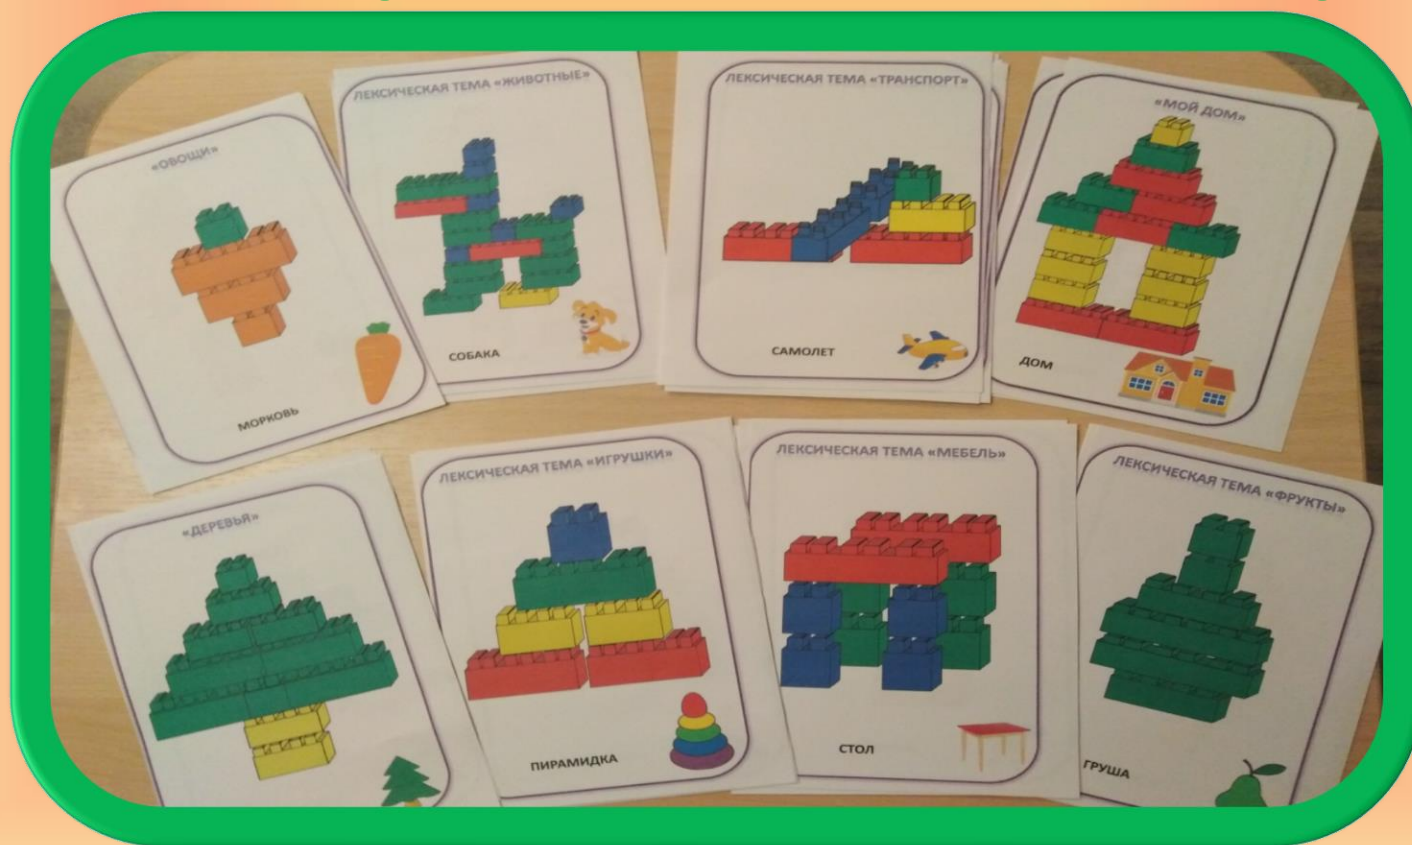 «ОВОЩИ»
МОРКОВЬ
ЛЕКСИЧЕСКАЯ ТЕМА «ЖИВОТНЫЕ»
СОБАКА
ЛЕКСИЧЕСКАЯ ТЕМА «ТРАНСПОРТ»
САМОЛЕТ
«МОЙ ДОМ»
ДОМ
«ДЕРЕВЬЯ»
ЛЕКСИЧЕСКАЯ ТЕМА «ИГРУШКИ»
ПИРАМИДКА
ЛЕКСИЧЕСКАЯ ТЕМА «МЕБЕЛЬ»
СТОЛ
ЛЕКСИЧЕСКАЯ ТЕМА «ФРУКТЫ»
ГРУША